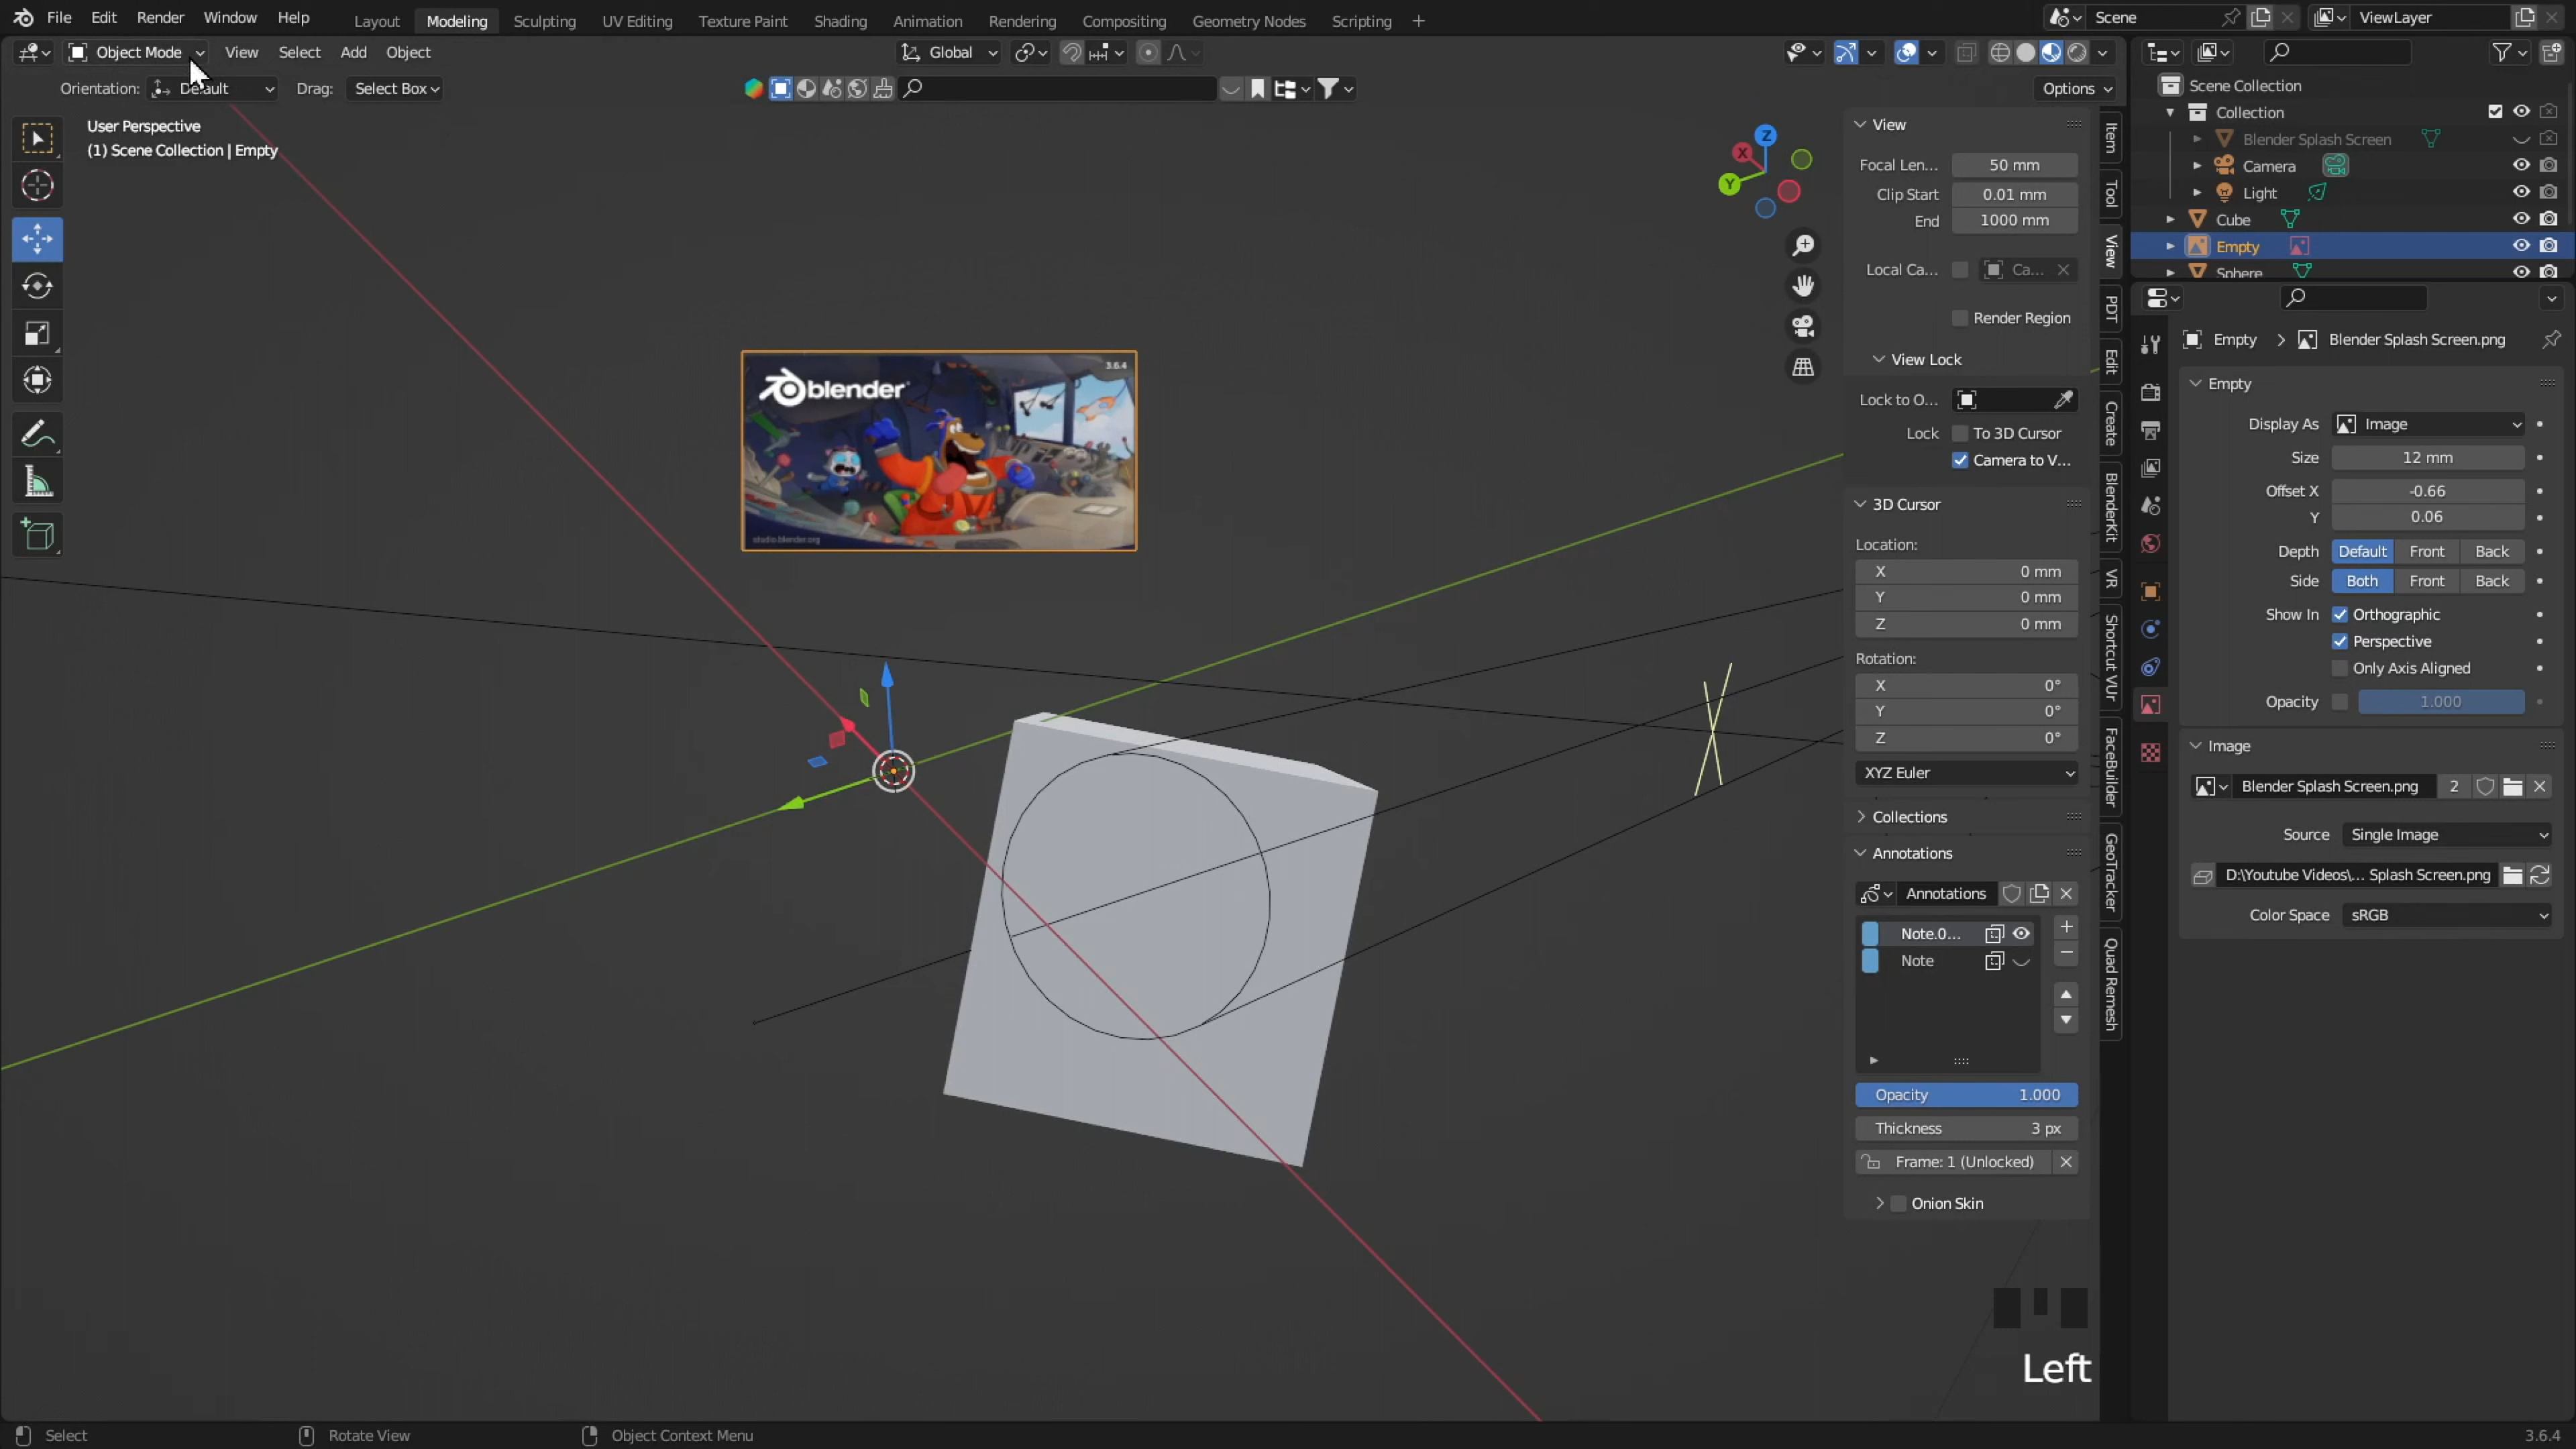 File Edit Render Window Help Layout Modeling Sculpting UV Editing Texture Paint Shading Animation Rendering Compositing Geometry Nodes Scripting + Scene ViewLayer
Object Mode View Select Add Object Global
Orientation: Default Drag: Select Box Options
User Perspective
(1) Scene Collection | Empty
X Y Z
3.6.4
blender
studio.blender.org
View
Focal Len... 50 mm
Clip Start 0.01 mm
End 1000 mm
Local Ca... Ca...
Render Region
View Lock
Lock to O...
Lock To 3D Cursor
Camera to V...
3D Cursor
Location:
X 0 mm
Y 0 mm
Z 0 mm
Rotation:
X 0°
Y 0°
Z 0°
XYZ Euler
Collections
Annotations
Annotations
Note.0...
Note
Opacity 1.000
Thickness 3 px
Frame: 1 (Unlocked)
Onion Skin
Left
Item
Tool
View
PDT
Edit
Create
BlenderKit
VR
Shortcut VUr
FaceBuilder
GeoTracker
Quad Remesh
Scene Collection
Collection
Blender Splash Screen
Camera
Light
Cube
Empty
Sphere
Empty > Blender Splash Screen.png
Empty
Display As Image
Size 12 mm
Offset X -0.66
Y 0.06
Depth Default Front Back
Side Both Front Back
Show In Orthographic
Perspective
Only Axis Aligned
Opacity 1.000
Image
Blender Splash Screen.png 2
Source Single Image
D:\Youtube Videos\... Splash Screen.png
Color Space sRGB
Select Rotate View Object Context Menu 3.6.4